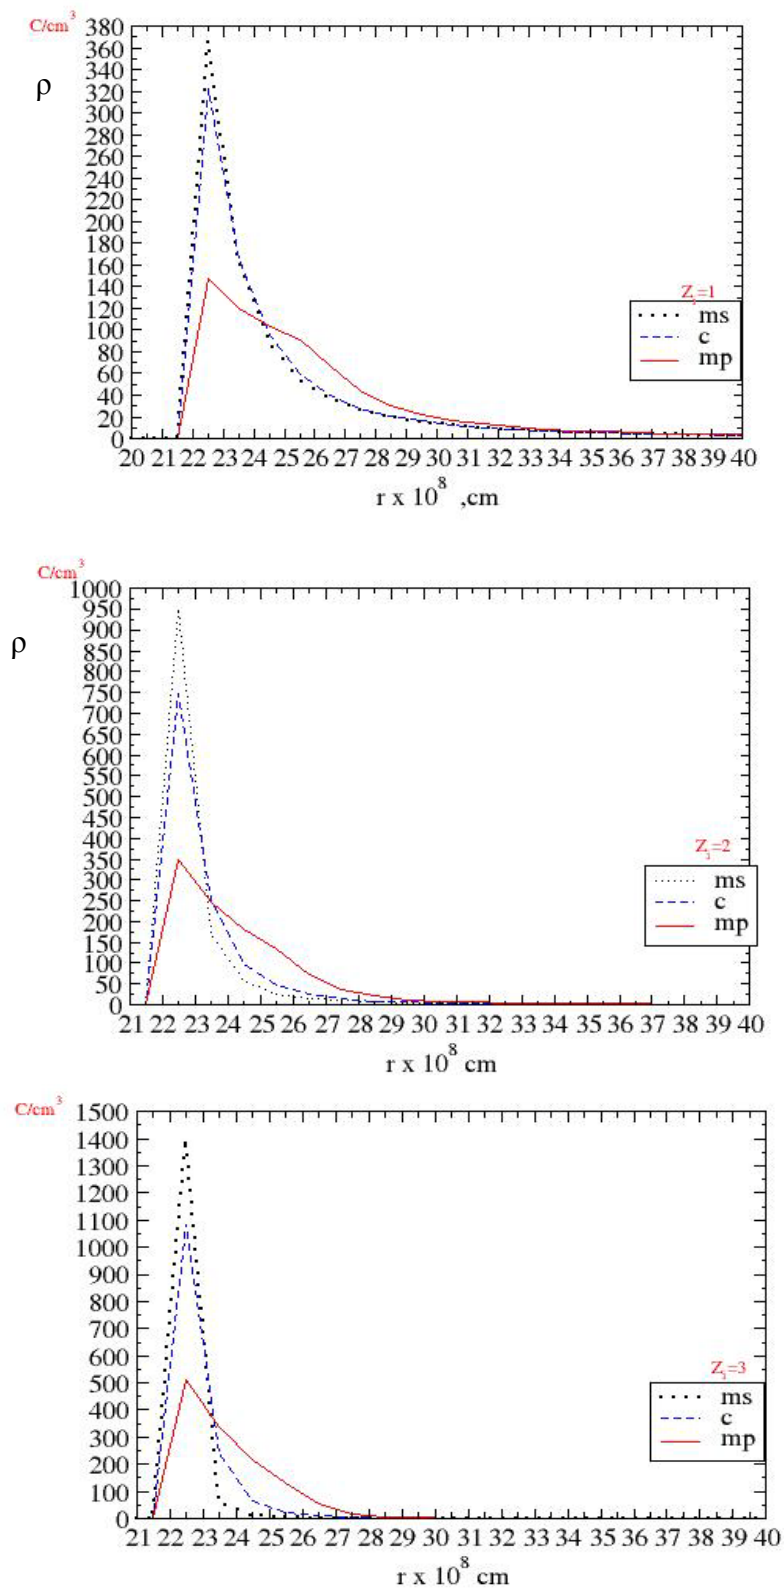 C/cm³
ρ
380
360
340
320
300
280
260
240
220
200
180
160
140
120
100
80
60
40
20
0
Zᵢ=1
ms
c
mp
20 21 22 23 24 25 26 27 28 29 30 31 32 33 34 35 36 37 38 39 40
r x 10⁸ ,cm
C/cm³
ρ
1000
950
900
850
800
750
700
650
600
550
500
450
400
350
300
250
200
150
100
50
0
Zᵢ=2
ms
c
mp
21 22 23 24 25 26 27 28 29 30 31 32 33 34 35 36 37 38 39 40
r x 10⁸ cm
C/cm³
1500
1400
1300
1200
1100
1000
900
800
700
600
500
400
300
200
100
0
Zᵢ=3
ms
c
mp
21 22 23 24 25 26 27 28 29 30 31 32 33 34 35 36 37 38 39 40
r x 10⁸ cm